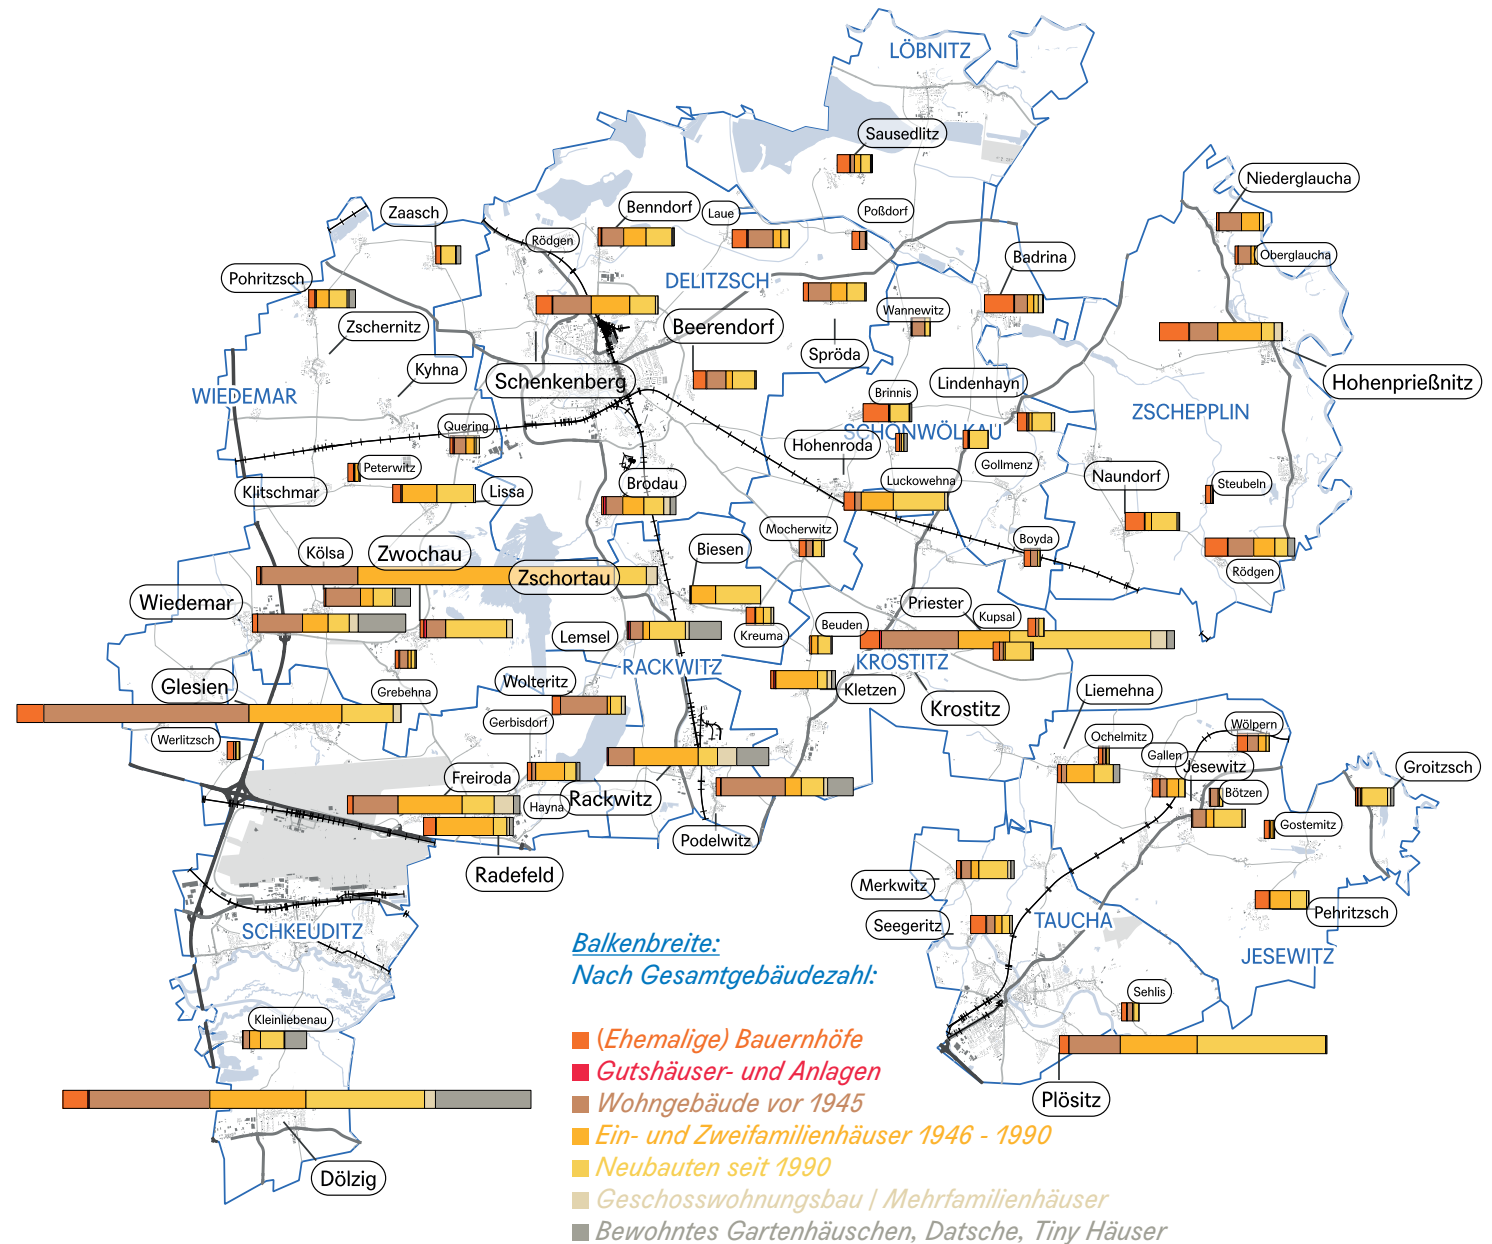 LÖBNITZ
Sausedlitz
Niederglaucha
Zaasch
Benndorf
Laue
Poßdorf
Rödgen
Oberglaucha
Badrina
Pohritzsch
DELITZSCH
Wannewitz
Zschernitz
Beerendorf
Spröda
Kyhna
Schenkenberg
Lindenhayn
Hohenprießnitz
WIEDEMAR
Brinnis
ZSCHEPPLIN
Quering
SCHÖNWÖLKAU
Hohenroda
Gollmenz
Peterwitz
Naundorf
Luckowehna
Steubeln
Klitschmar
Lissa
Brodau
Mocherwitz
Boyda
Kölsa
Zwochau
Biesen
Rödgen
Zschortau
Wiedemar
Priester
Kupsal
Beuden
Lemsel
Kreuma
RACKWITZ
KROSTITZ
Glesien
Wolteritz
Grebehna
Kletzen
Liemehna
Krostitz
Gerbisdorf
Wölpern
Werlitzsch
Ochelmitz
Gallen
Jesewitz
Groitzsch
Freiroda
Bötzen
Hayna
Rackwitz
Gostemitz
Podelwitz
Radefeld
Merkwitz
Pehritzsch
Seegeritz
TAUCHA
SCHKEUDITZ
JESEWITZ
Sehlis
Kleinliebenau
Plösitz
Dölzig
Balkenbreite:
Nach Gesamtgebäudezahl:
(Ehemalige) Bauernhöfe
Gutshäuser- und Anlagen
Wohngebäude vor 1945
Ein- und Zweifamilienhäuser 1946 - 1990
Neubauten seit 1990
Geschosswohnungsbau | Mehrfamilienhäuser
Bewohntes Gartenhäuschen, Datsche, Tiny Häuser